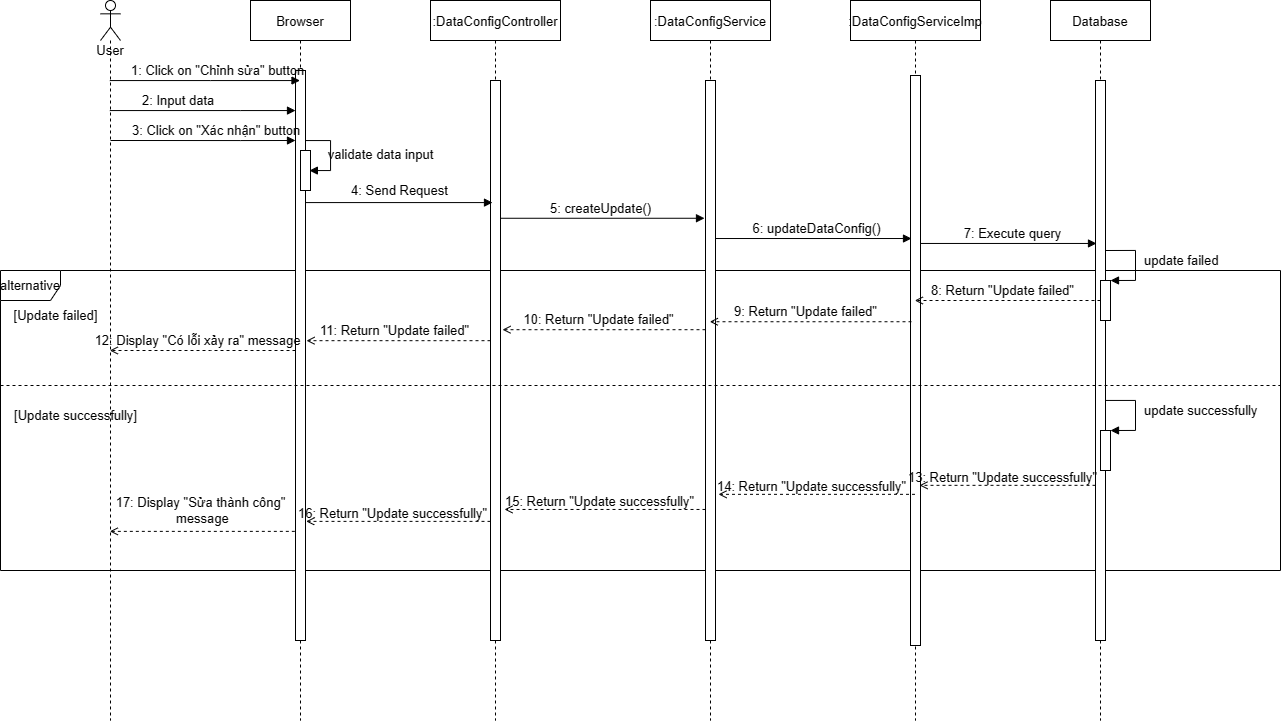 User
Browser
:DataConfigController
:DataConfigService
:DataConfigServiceImp
Database
1: Click on "Chỉnh sửa" button
2: Input data
3: Click on "Xác nhận" button
validate data input
4: Send Request
5: createUpdate()
6: updateDataConfig()
7: Execute query
update failed
alternative
[Update failed]
8: Return "Update failed"
9: Return "Update failed"
10: Return "Update failed"
11: Return "Update failed"
12: Display "Có lỗi xảy ra" message
[Update successfully]
update successfully
13: Return "Update successfully"
14: Return "Update successfully"
15: Return "Update successfully"
16: Return "Update successfully"
17: Display "Sửa thành công"
message